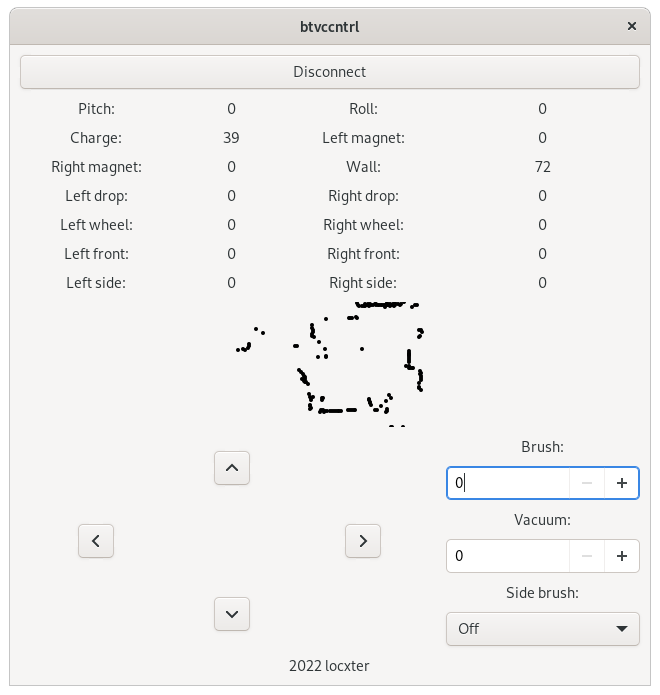 btvccntrl ×
Disconnect
Pitch: 0 Roll: 0
Charge: 39 Left magnet: 0
Right magnet: 0 Wall: 72
Left drop: 0 Right drop: 0
Left wheel: 0 Right wheel: 0
Left front: 0 Right front: 0
Left side: 0 Right side: 0
Brush:
0 − +
Vacuum:
0 − +
Side brush:
Off
2022 locxter